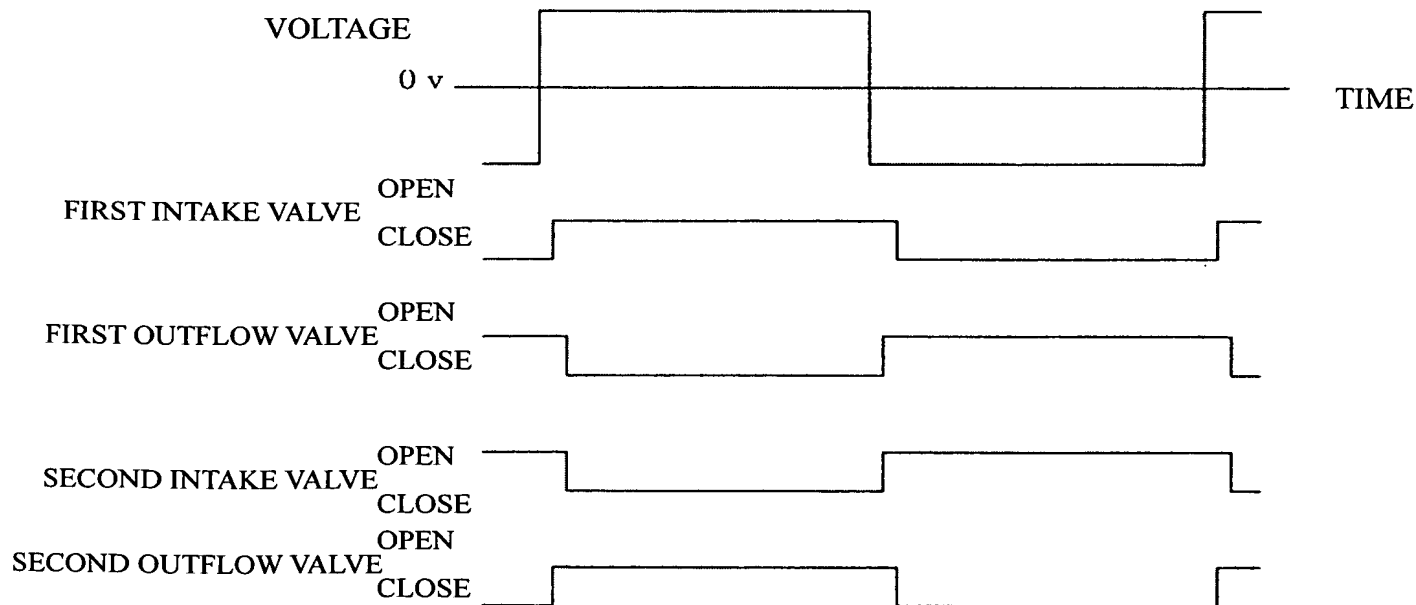 VOLTAGE
0 v
TIME
OPEN
FIRST INTAKE VALVE
CLOSE
OPEN
FIRST OUTFLOW VALVE
CLOSE
OPEN
SECOND INTAKE VALVE
CLOSE
OPEN
SECOND OUTFLOW VALVE
CLOSE